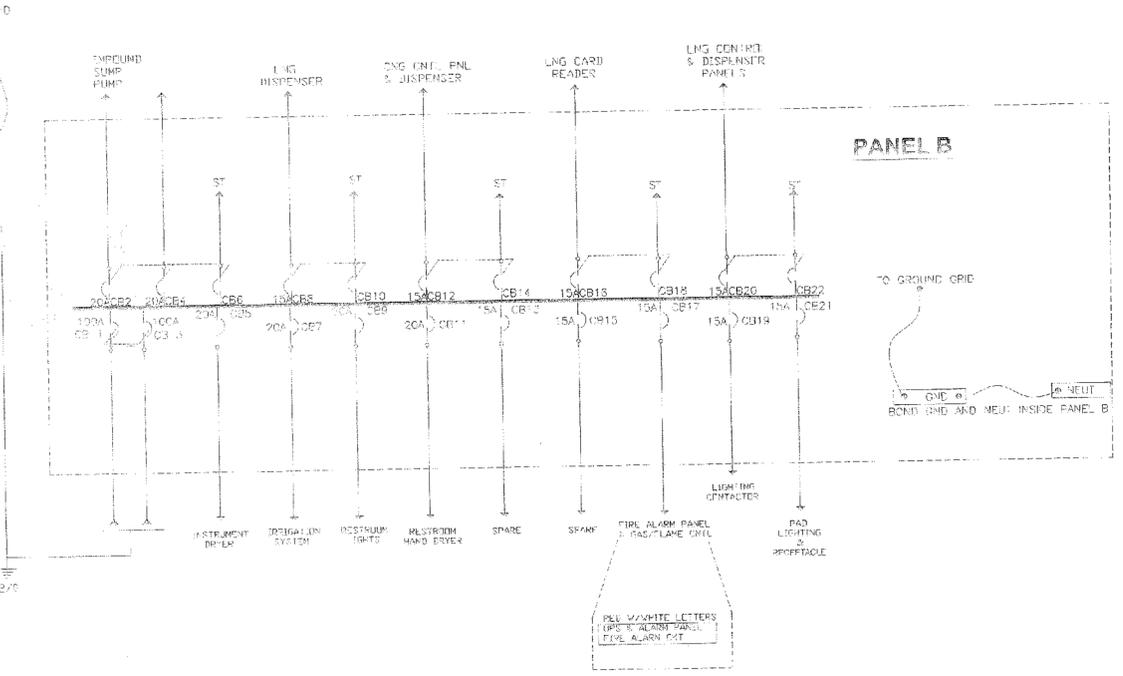 SUMP
PUMP
LNG
DISPENSER
CNG CNTL PNL
& DISPENSER
LNG CARD
READER
LNG CONTROL
& DISPENSER
PANELS
PANEL B
ST
ST
ST
ST
ST
20A CB2
20A CB4
CB6
15A CB8
CB10
15A CB12
CB14
15A
CB18
15A CB20
CB22
100A
CB 1
100A
CB 3
20A CB5
20A CB7
20A CB9
20A CB11
15A
15A
15A CB17
15A CB19
15A CB21
TO GROUND GRID
GND
NEUT
BOND GND AND NEUT INSIDE PANEL B
INSTRUMENT
DRYER
IRRIGATION
SYSTEM
RESTROOM
LIGHTS
RESTROOM
HAND DRYER
SPARE
SPARE
FIRE ALARM PANEL
& GAS/FLAME CNTL
LIGHTING
CONTACTOR
PAD
LIGHTING
&
RECEPTACLE
RED W/WHITE LETTERS
UPS & ALARM PANEL
FIRE ALARM CKT